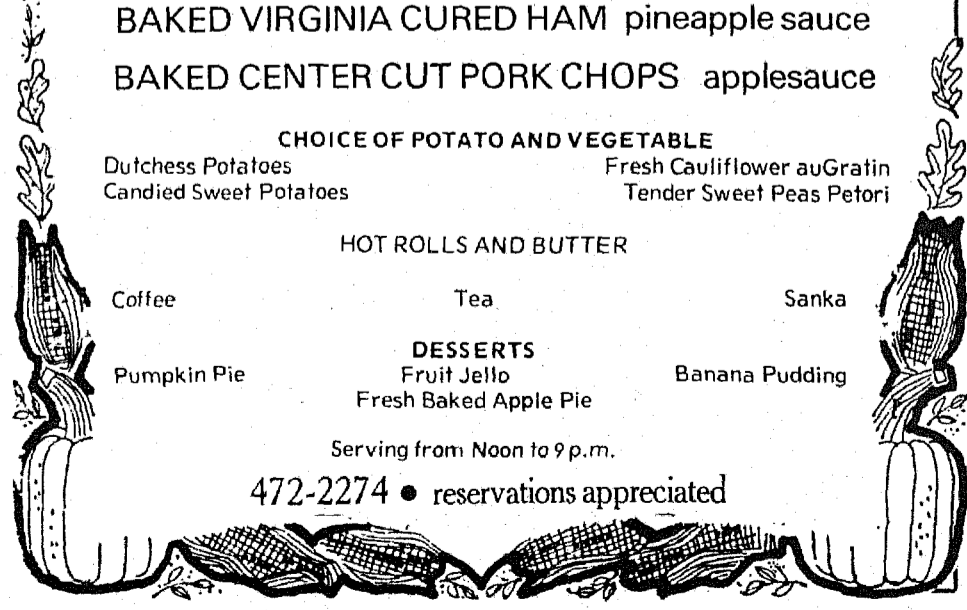 BAKED VIRGINIA CURED HAM pineapple sauce
BAKED CENTER CUT PORK CHOPS applesauce
CHOICE OF POTATO AND VEGETABLE
Dutchess Potatoes Fresh Cauliflower auGratin
Candied Sweet Potatoes Tender Sweet Peas Petori
HOT ROLLS AND BUTTER
Coffee Tea Sanka
DESSERTS
Pumpkin Pie Fruit Jello Banana Pudding
Fresh Baked Apple Pie
Serving from Noon to 9 p.m.
472-2274 • reservations appreciated